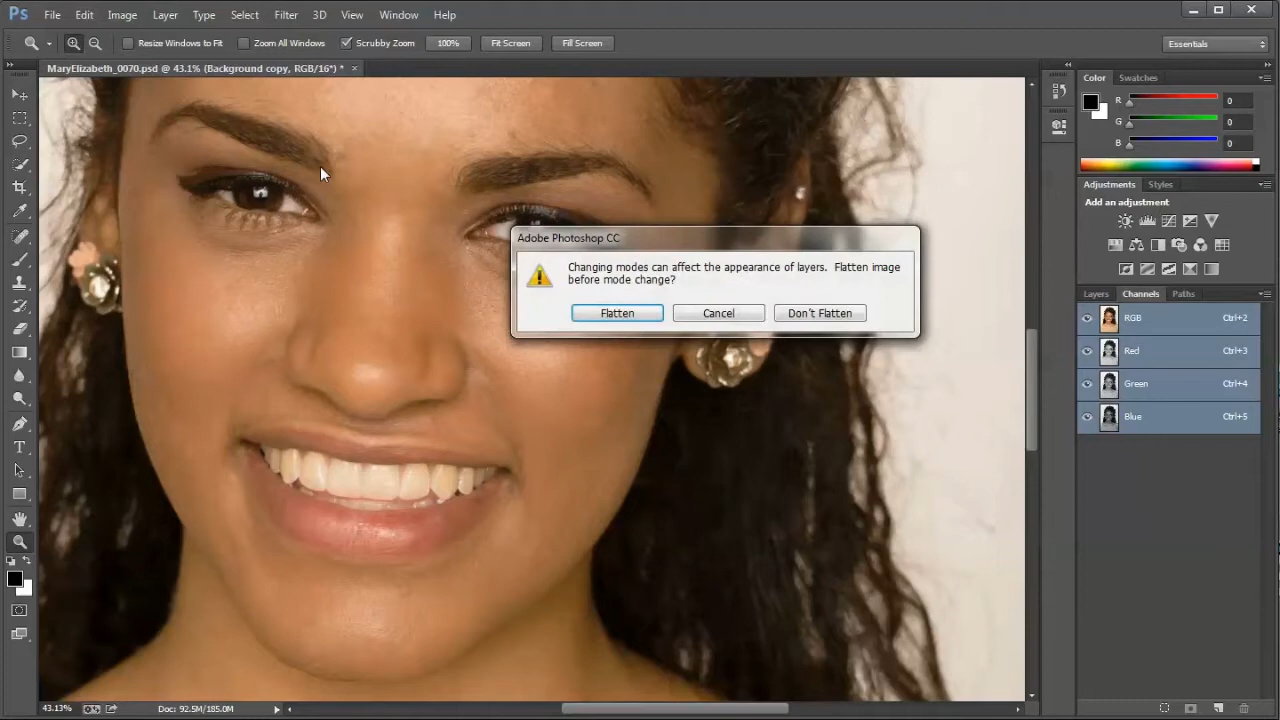 Ps File Edit Image Layer Type Select Filter 3D View Window Help
Resize Windows to Fit Zoom All Windows Scrubby Zoom 100% Fit Screen Fill Screen Essentials
MaryElizabeth_0070.psd @ 43.1% (Background copy, RGB/16*) * ×
Color Swatches
R 0
G 0
B 0
Adjustments Styles
Add an adjustment
Layers Channels Paths
RGB Ctrl+2
Red Ctrl+3
Green Ctrl+4
Blue Ctrl+5
Adobe Photoshop CC
Changing modes can affect the appearance of layers. Flatten image
before mode change?
Flatten Cancel Don't Flatten
43.13% Doc: 92.5M/185.0M